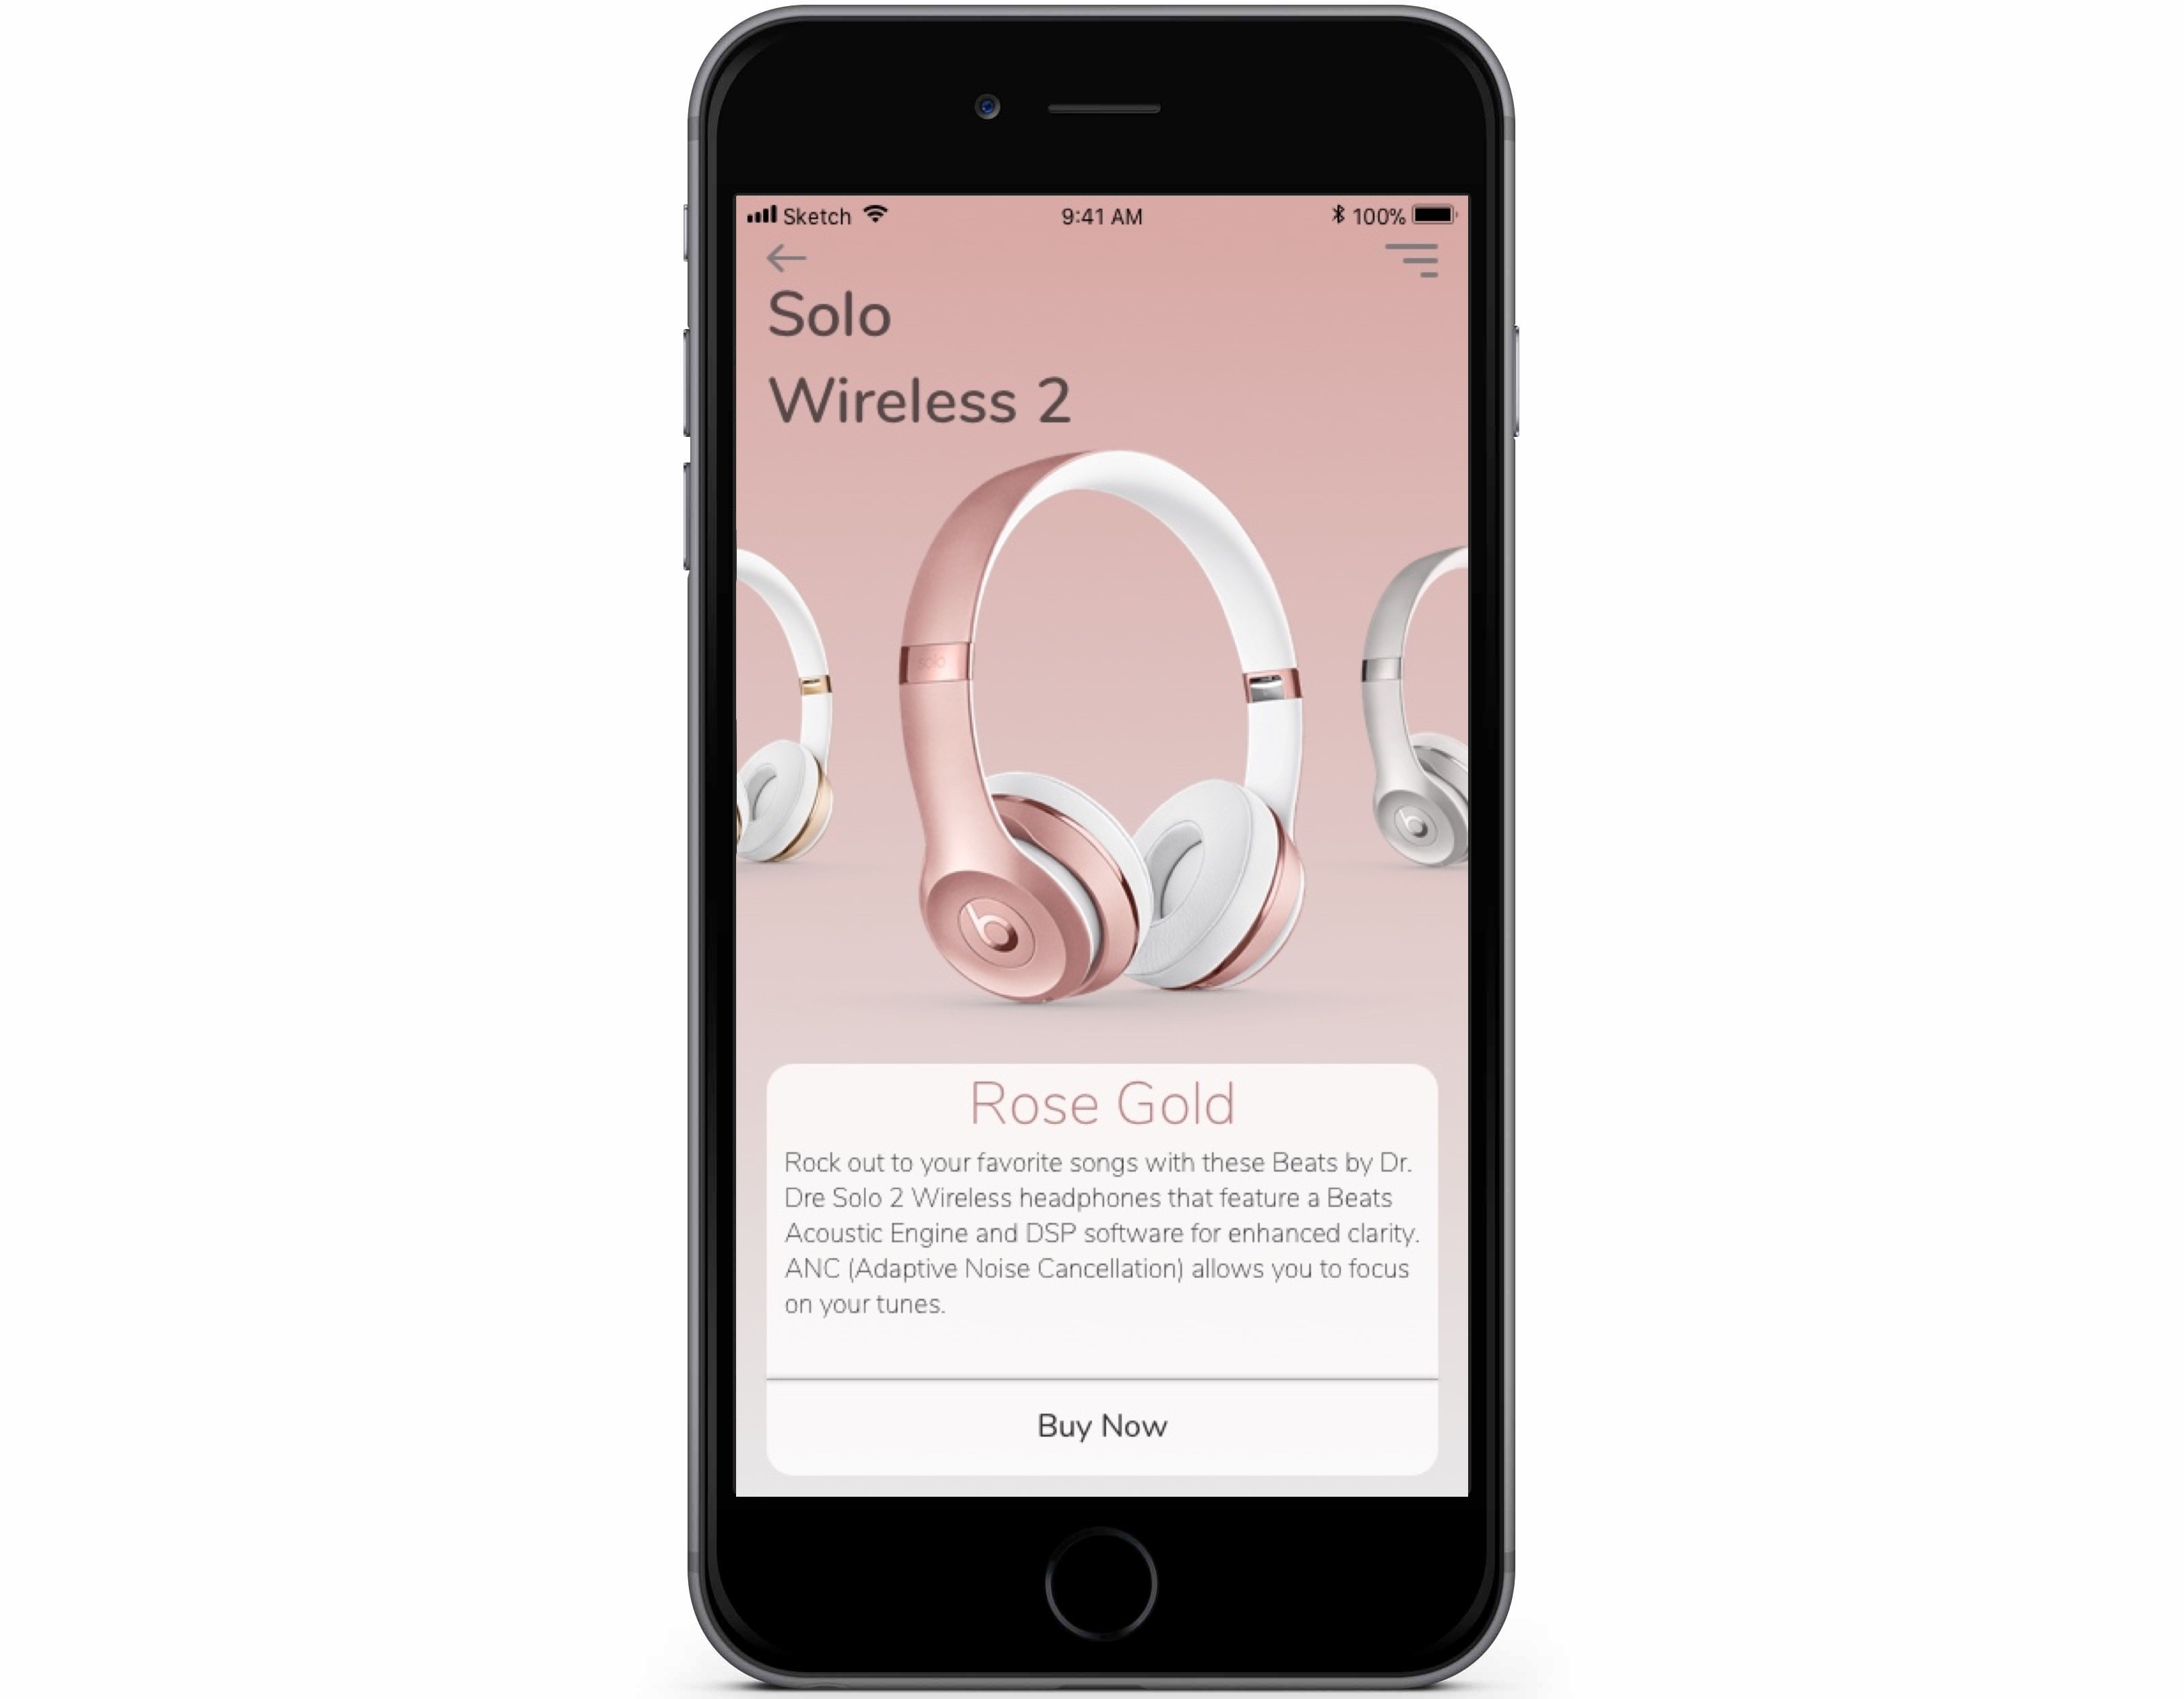 Sketch 9:41 AM 100%
Solo
Wireless 2
solo
Rose Gold
Rock out to your favorite songs with these Beats by Dr.
Dre Solo 2 Wireless headphones that feature a Beats
Acoustic Engine and DSP software for enhanced clarity.
ANC (Adaptive Noise Cancellation) allows you to focus
on your tunes.
Buy Now